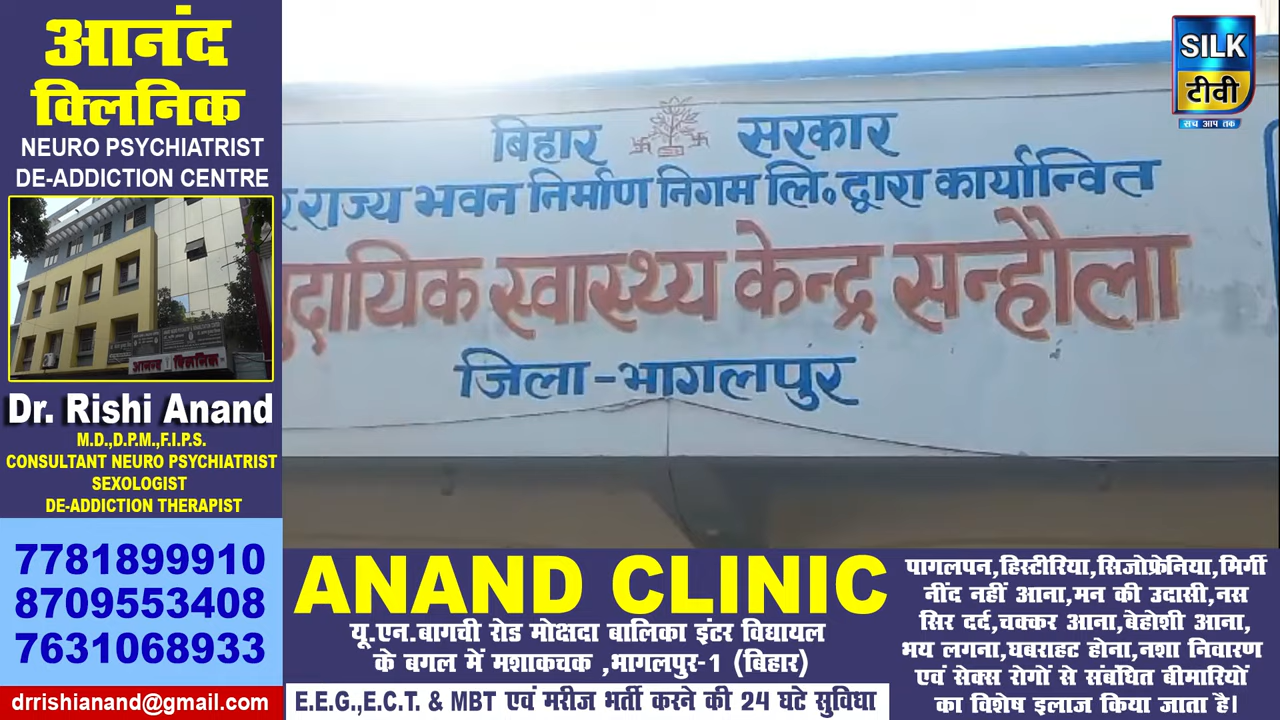 आनंद
क्लिनिक
NEURO PSYCHIATRIST
DE-ADDICTION CENTRE
आनन्द क्लिनिक
Dr. Rishi Anand
M.D.,D.P.M.,F.I.P.S.
CONSULTANT NEURO PSYCHIATRIST
SEXOLOGIST
DE-ADDICTION THERAPIST
7781899910
8709553408
7631068933
drrishianand@gmail.com
SILK
टीवी
सच आप तक
बिहार सरकार
राज्य भवन निर्माण निगम लि० द्वारा कार्यान्वित
ुदायिक स्वास्थ्य केन्द्र सन्हौला
जिला-भागलपुर
ANAND CLINIC
यू.एन.बागची रोड मोक्षदा बालिका इंटर विद्यायल
के बगल में मशाकचक ,भागलपुर-1 (बिहार)
E.E.G.,E.C.T. & MBT एवं मरीज भर्ती करने की 24 घटे सुविधा
पागलपन,हिस्टीरिया,सिजोफ्रेनिया,मिर्गी
नींद नहीं आना,मन की उदासी,नस
सिर दर्द,चक्कर आना,बेहोशी आना,
भय लगना,घबराहट होना,नशा निवारण
एवं सेक्स रोगों से संबंधित बीमारियों
का विशेष इलाज किया जाता है।